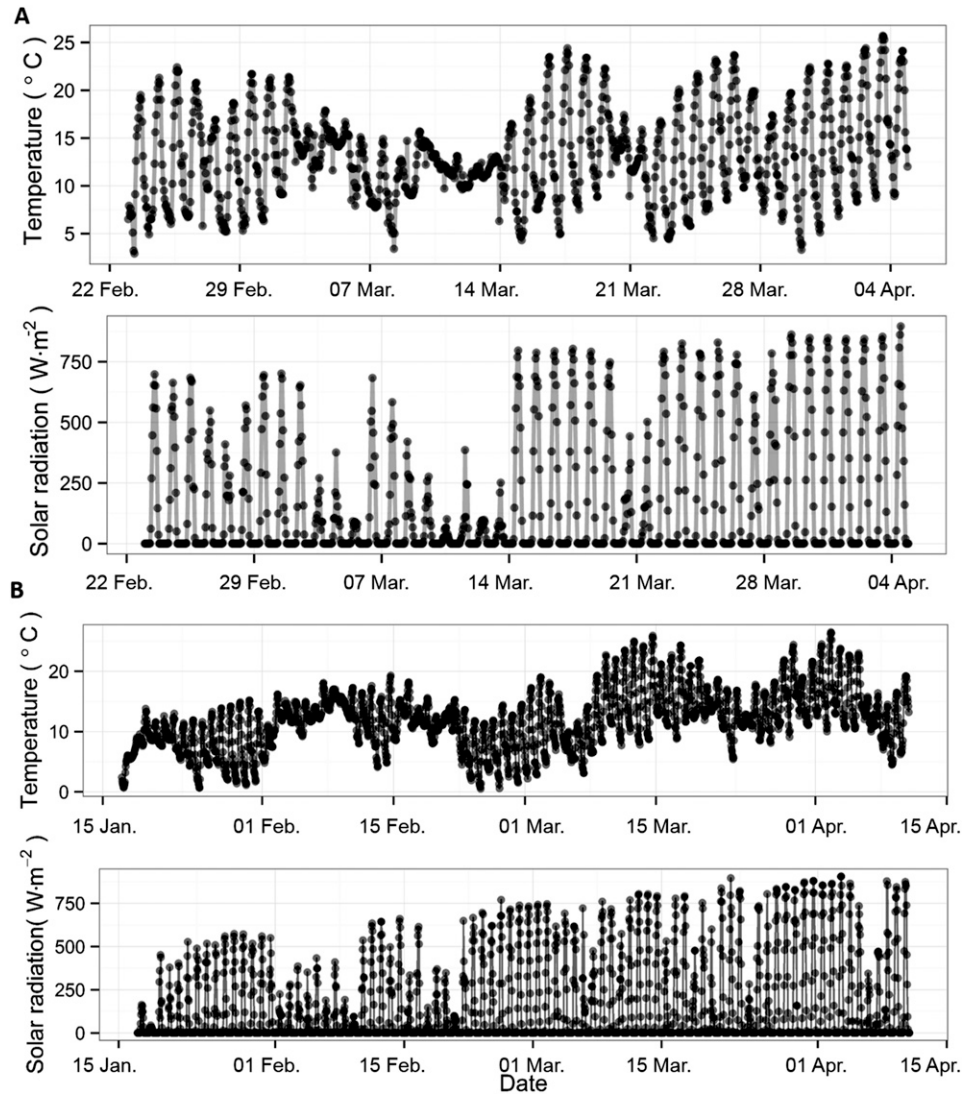 A
Temperature ( ° C )
25
20
15
10
5
22 Feb. 29 Feb. 07 Mar. 14 Mar. 21 Mar. 28 Mar. 04 Apr.
Solar radiation ( W·m-2 )
750
500
250
0
22 Feb. 29 Feb. 07 Mar. 14 Mar. 21 Mar. 28 Mar. 04 Apr.
B
Temperature ( ° C )
20
10
0
15 Jan. 01 Feb. 15 Feb. 01 Mar. 15 Mar. 01 Apr. 15 Apr.
Solar radiation( W·m−2 )
750
500
250
0
15 Jan. 01 Feb. 15 Feb. 01 Mar. 15 Mar. 01 Apr. 15 Apr.
Date